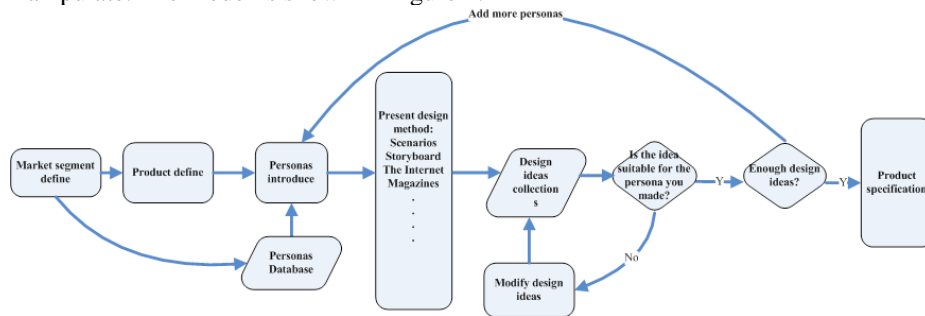 Add more personas
Present design
method:
Scenarios
Storyboard
The Internet
Magazines
.
.
.
.
Market segment
define
Product define
Personas
introduce
Design
ideas
collection
s
Is the idea
suitable for the
persona you
made?
Y
Enough design
ideas?
Y
Product
specification
Personas
Database
No
Modify design
ideas